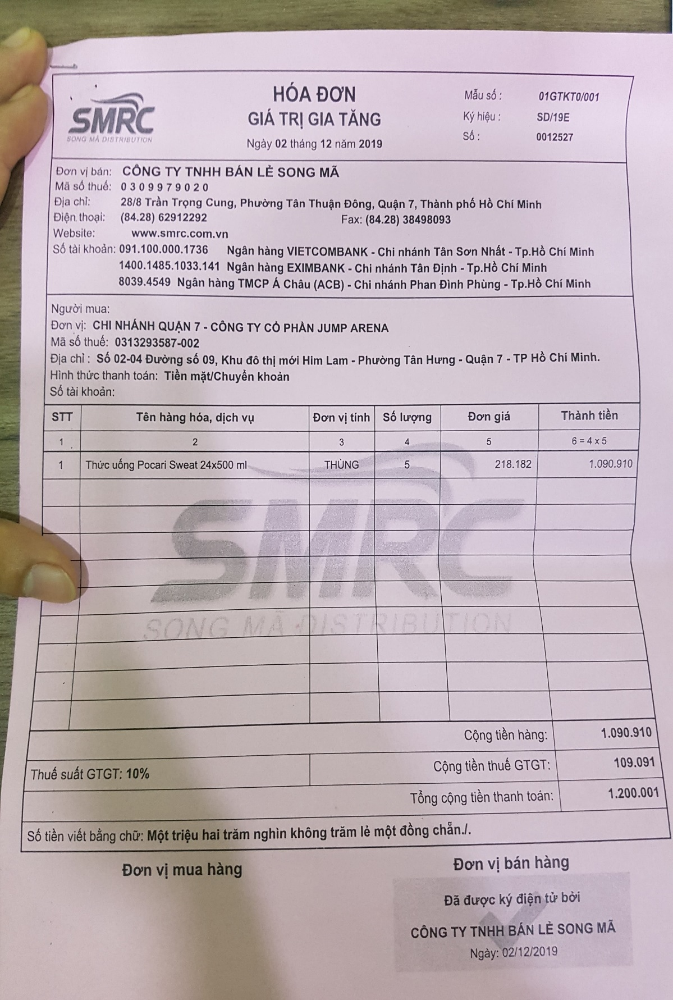 SMRC
SONG MÃ DISTRIBUTION
HÓA ĐƠN
GIÁ TRỊ GIA TĂNG
Ngày 02 tháng 12 năm 2019
Mẫu số : 01GTKT0/001
Ký hiệu : SD/19E
Số : 0012527
Đơn vị bán: CÔNG TY TNHH BÁN LẺ SONG MÃ
Mã số thuế: 0 3 0 9 9 7 9 0 2 0
Địa chỉ: 28/8 Trần Trọng Cung, Phường Tân Thuận Đông, Quận 7, Thành phố Hồ Chí Minh
Điện thoại: (84.28) 62912292 Fax: (84.28) 38498093
Website: www.smrc.com.vn
Số tài khoản: 091.100.000.1736 Ngân hàng VIETCOMBANK - Chi nhánh Tân Sơn Nhất - Tp.Hồ Chí Minh
1400.1485.1033.141 Ngân hàng EXIMBANK - Chi nhánh Tân Định - Tp.Hồ Chí Minh
8039.4549 Ngân hàng TMCP Á Châu (ACB) - Chi nhánh Phan Đình Phùng - Tp.Hồ Chí Minh
Người mua:
Đơn vị: CHI NHÁNH QUẬN 7 - CÔNG TY CỔ PHẦN JUMP ARENA
Mã số thuế: 0313293587-002
Địa chỉ : Số 02-04 Đường số 09, Khu đô thị mới Him Lam - Phường Tân Hưng - Quận 7 - TP Hồ Chí Minh.
Hình thức thanh toán: Tiền mặt/Chuyển khoản
Số tài khoản:
STT Tên hàng hóa, dịch vụ Đơn vị tính Số lượng Đơn giá Thành tiền
1 2 3 4 5 6 = 4 x 5
1 Thức uống Pocari Sweat 24x500 ml THÙNG 5 218.182 1.090.910
SMRC
SONG MÃ DISTRIBUTION
Cộng tiền hàng: 1.090.910
Thuế suất GTGT: 10% Cộng tiền thuế GTGT: 109.091
Tổng cộng tiền thanh toán: 1.200.001
Số tiền viết bằng chữ: Một triệu hai trăm nghìn không trăm lẻ một đồng chẵn./.
Đơn vị mua hàng Đơn vị bán hàng
Đã được ký điện tử bởi
CÔNG TY TNHH BÁN LẺ SONG MÃ
Ngày: 02/12/2019